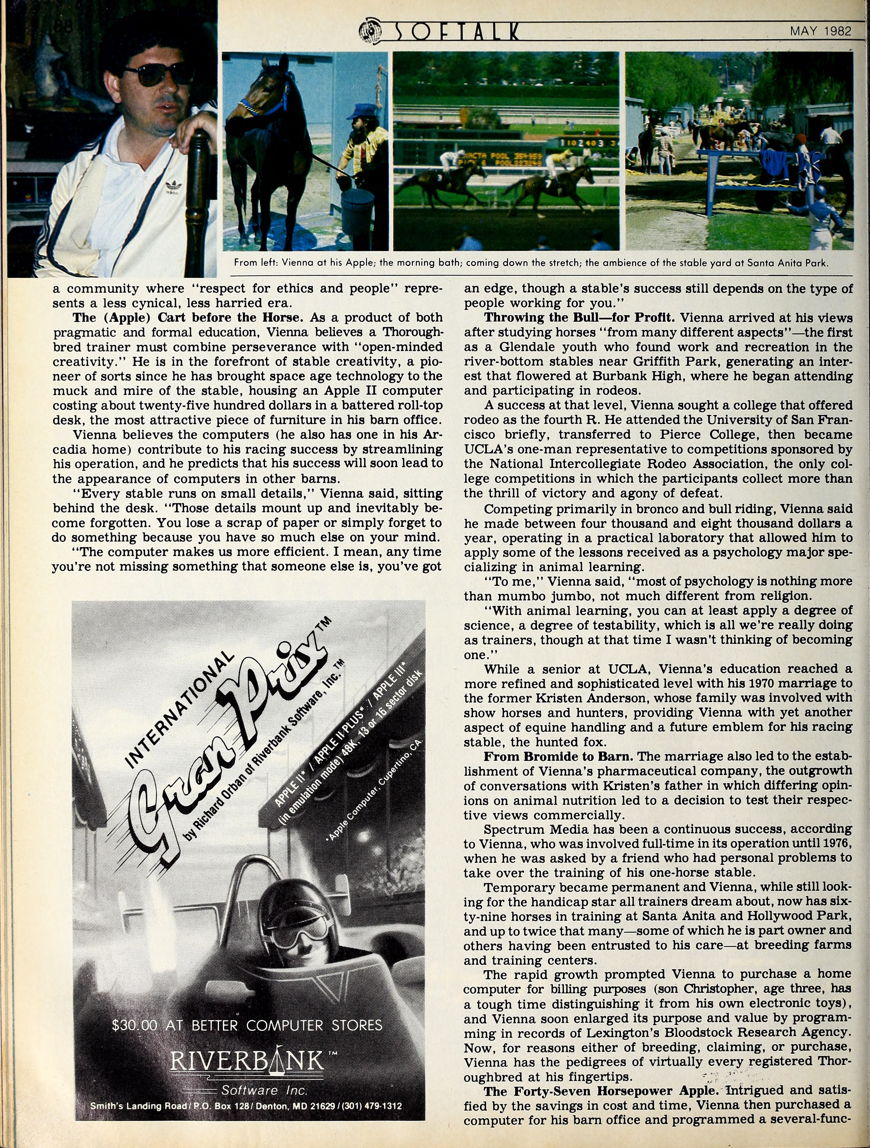 SOFTALK
MAY 1982
adidas
From left: Vienna at his Apple; the morning bath; coming down the stretch; the ambience of the stable yard at Santa Anita Park.
a community where “respect for ethics and people” repre-
sents a less cynical, less harried era.
The (Apple) Cart before the Horse. As a product of both
pragmatic and formal education, Vienna believes a Thorough-
bred trainer must combine perseverance with “open-minded
creativity.” He is in the forefront of stable creativity, a pio-
neer of sorts since he has brought space age technology to the
muck and mire of the stable, housing an Apple II computer
costing about twenty-five hundred dollars in a battered roll-top
desk, the most attractive piece of furniture in his barn office.
Vienna believes the computers (he also has one in his Ar-
cadia home) contribute to his racing success by streamlining
his operation, and he predicts that his success will soon lead to
the appearance of computers in other barns.
“Every stable runs on small details,” Vienna said, sitting
behind the desk. “Those details mount up and inevitably be-
come forgotten. You lose a scrap of paper or simply forget to
do something because you have so much else on your mind.
“The computer makes us more efficient. I mean, any time
you’re not missing something that someone else is, you’ve got
INTERNATIONAL
Gran Prix™
by Richard Orban of Riverbank Software, Inc.™
APPLE II* / APPLE II PLUS* / APPLE III*
(in emulation mode) 48K, 13 or 16 sector disk
*Apple Computer, Cupertino, CA.
$30.00 AT BETTER COMPUTER STORES
RIVERBANK™
Software Inc.
Smith’s Landing Road / P.O. Box 128 / Denton, MD 21629 / (301) 479-1312
an edge, though a stable’s success still depends on the type of
people working for you.”
Throwing the Bull—for Profit. Vienna arrived at his views
after studying horses “from many different aspects”—the first
as a Glendale youth who found work and recreation in the
river-bottom stables near Griffith Park, generating an inter-
est that flowered at Burbank High, where he began attending
and participating in rodeos.
A success at that level, Vienna sought a college that offered
rodeo as the fourth R. He attended the University of San Fran-
cisco briefly, transferred to Pierce College, then became
UCLA’s one-man representative to competitions sponsored by
the National Intercollegiate Rodeo Association, the only col-
lege competitions in which the participants collect more than
the thrill of victory and agony of defeat.
Competing primarily in bronco and bull riding, Vienna said
he made between four thousand and eight thousand dollars a
year, operating in a practical laboratory that allowed him to
apply some of the lessons received as a psychology major spe-
cializing in animal learning.
“To me,” Vienna said, “most of psychology is nothing more
than mumbo jumbo, not much different from religion.
“With animal learning, you can at least apply a degree of
science, a degree of testability, which is all we’re really doing
as trainers, though at that time I wasn’t thinking of becoming
one.”
While a senior at UCLA, Vienna’s education reached a
more refined and sophisticated level with his 1970 marriage to
the former Kristen Anderson, whose family was involved with
show horses and hunters, providing Vienna with yet another
aspect of equine handling and a future emblem for his racing
stable, the hunted fox.
From Bromide to Barn. The marriage also led to the estab-
lishment of Vienna’s pharmaceutical company, the outgrowth
of conversations with Kristen’s father in which differing opin-
ions on animal nutrition led to a decision to test their respec-
tive views commercially.
Spectrum Media has been a continuous success, according
to Vienna, who was involved full-time in its operation until 1976,
when he was asked by a friend who had personal problems to
take over the training of his one-horse stable.
Temporary became permanent and Vienna, while still look-
ing for the handicap star all trainers dream about, now has six-
ty-nine horses in training at Santa Anita and Hollywood Park,
and up to twice that many—some of which he is part owner and
others having been entrusted to his care—at breeding farms
and training centers.
The rapid growth prompted Vienna to purchase a home
computer for billing purposes (son Christopher, age three, has
a tough time distinguishing it from his own electronic toys),
and Vienna soon enlarged its purpose and value by program-
ming in records of Lexington’s Bloodstock Research Agency.
Now, for reasons either of breeding, claiming, or purchase,
Vienna has the pedigrees of virtually every registered Thor-
oughbred at his fingertips.
The Forty-Seven Horsepower Apple. Intrigued and satis-
fied by the savings in cost and time, Vienna then purchased a
computer for his barn office and programmed a several-func-